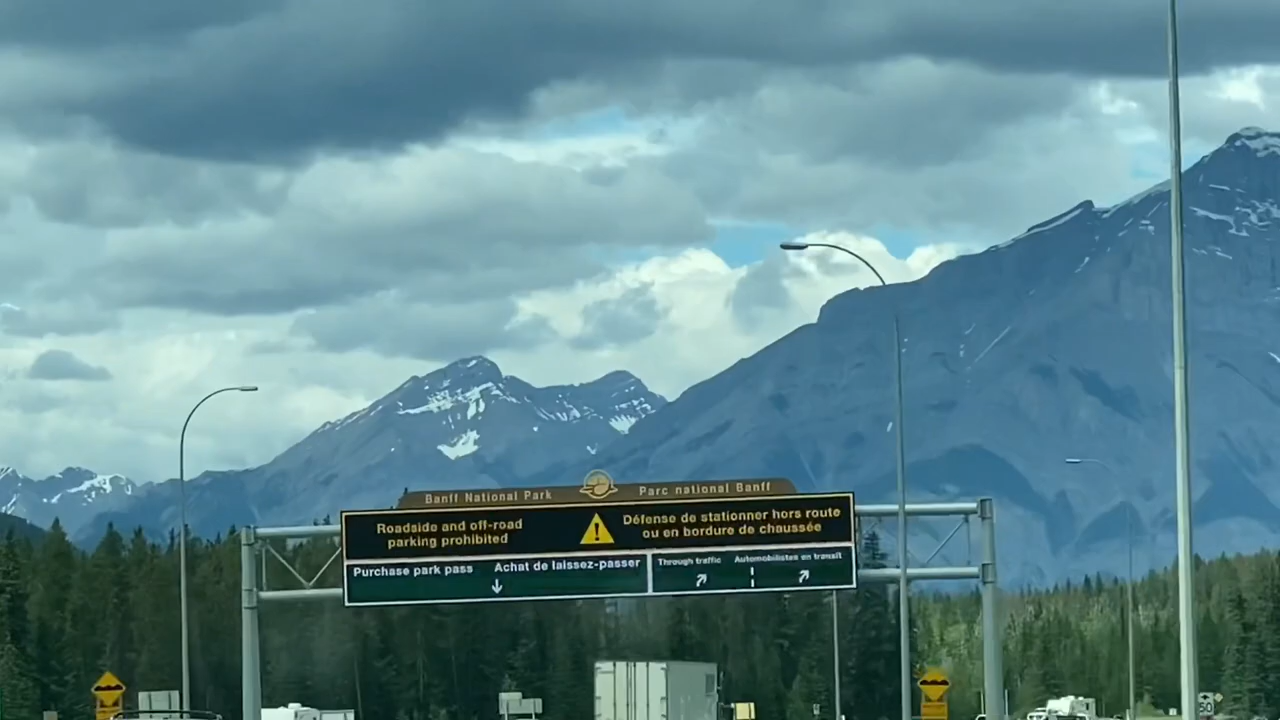 Banff National Park Parc national Banff
Roadside and off-road
parking prohibited
Défense de stationner hors route
ou en bordure de chaussée
Purchase park pass Achat de laissez-passer
Through traffic Automobilistes en transit
50